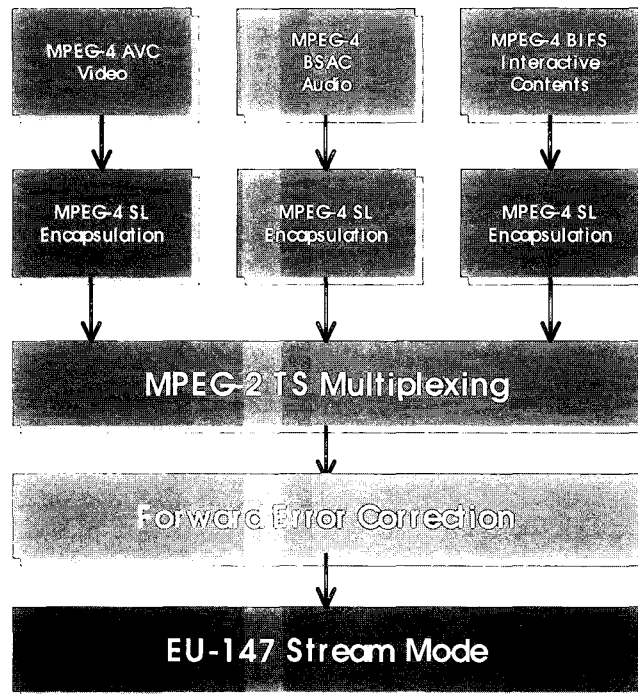 MPEG-4 AVC
Video
MPEG-4
BSAC
Audio
MPEG-4 BIFS
Interactive
Contents
MPEG-4 SL
Encapsulation
MPEG-4 SL
Encapsulation
MPEG-4 SL
Encapsulation
MPEG-2 TS Multiplexing
Forward Error Correction
EU-147 Stream Mode